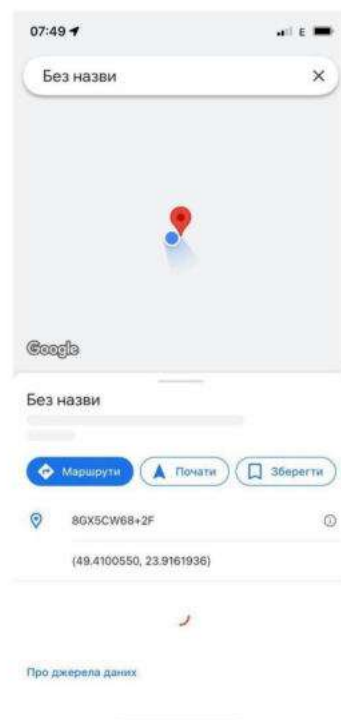 07:49
E
Без назви
Google
Без назви
Маршрути
Почати
Зберегти
8GX5CW68+2F
(49.4100550, 23.9161936)
Про джерела даних